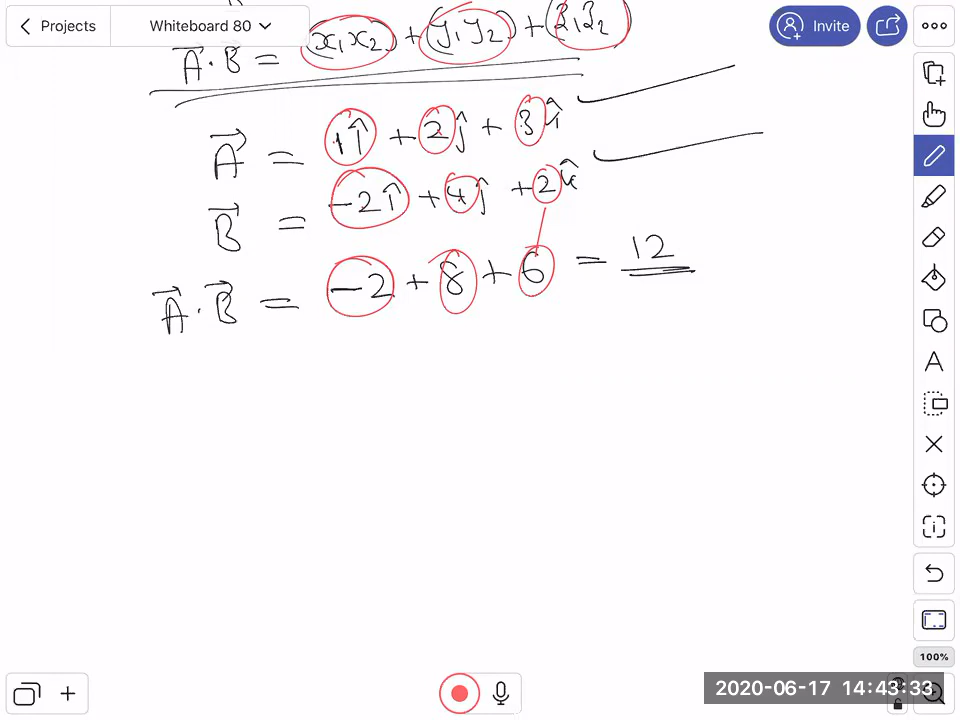 Projects
Whiteboard 80
Invite
A⃗·B⃗ = (x₁x₂) + (y₁y₂) + (z₁z₂)
A⃗ = 1î + 2ĵ + 3î
B⃗ = -2î + 4ĵ + 2k̂
A⃗·B⃗ = -2 + 8 + 6 = 12
100%
2020-06-17 14:43:33